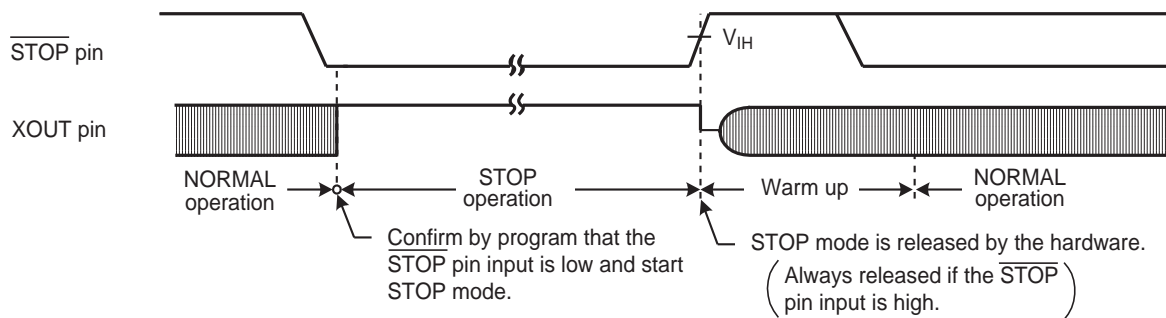 STOP pin
VIH
XOUT pin
NORMAL
operation
STOP
operation
Warm up
NORMAL
operation
Confirm by program that the
STOP pin input is low and start
STOP mode.
STOP mode is released by the hardware.
( Always released if the STOP
pin input is high. )